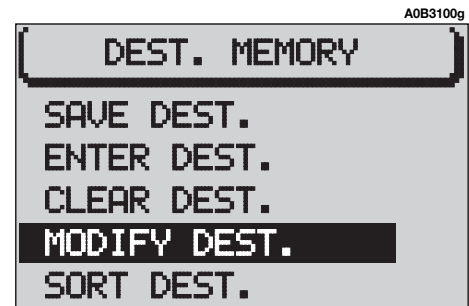 A0B3100g
DEST. MEMORY
SAVE DEST.
ENTER DEST.
CLEAR DEST.
MODIFY DEST.
SORT DEST.